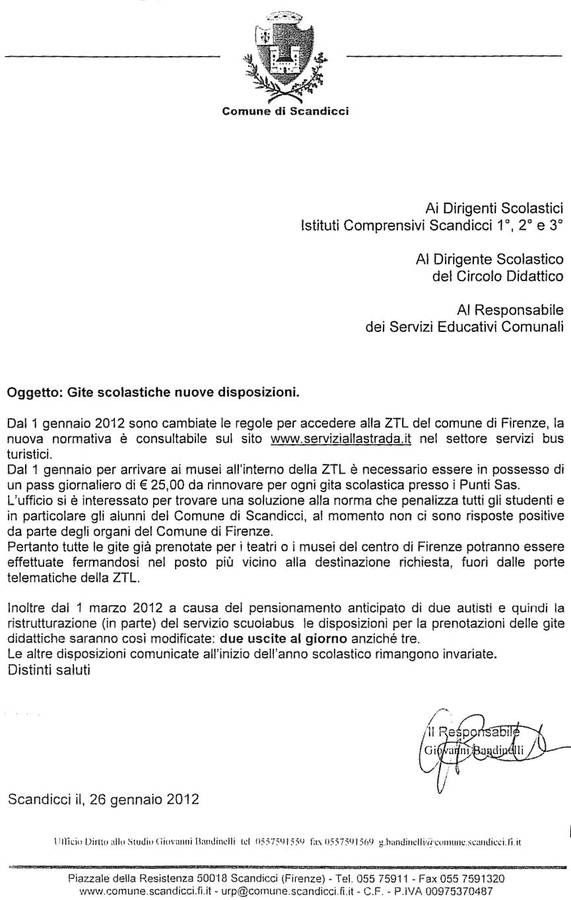 Comune di Scandicci
Ai Dirigenti Scolastici
Istituti Comprensivi Scandicci 1°, 2° e 3°
Al Dirigente Scolastico
del Circolo Didattico
Al Responsabile
dei Servizi Educativi Comunali
Oggetto: Gite scolastiche nuove disposizioni.
Dal 1 gennaio 2012 sono cambiate le regole per accedere alla ZTL del comune di Firenze, la
nuova normativa è consultabile sul sito www.serviziallastrada.it nel settore servizi bus
turistici.
Dal 1 gennaio per arrivare ai musei all'interno della ZTL è necessario essere in possesso di
un pass giornaliero di € 25,00 da rinnovare per ogni gita scolastica presso i Punti Sas.
L'ufficio si è interessato per trovare una soluzione alla norma che penalizza tutti gli studenti e
in particolare gli alunni del Comune di Scandicci, al momento non ci sono risposte positive
da parte degli organi del Comune di Firenze.
Pertanto tutte le gite già prenotate per i teatri o i musei del centro di Firenze potranno essere
effettuate fermandosi nel posto più vicino alla destinazione richiesta, fuori dalle porte
telematiche della ZTL.
Inoltre dal 1 marzo 2012 a causa del pensionamento anticipato di due autisti e quindi la
ristrutturazione (in parte) del servizio scuolabus le disposizioni per la prenotazioni delle gite
didattiche saranno così modificate: due uscite al giorno anziché tre.
Le altre disposizioni comunicate all'inizio dell'anno scolastico rimangono invariate.
Distinti saluti
Il Responsabile
Giovanni Bandinelli
Scandicci il, 26 gennaio 2012
Ufficio Diritto allo Studio Giovanni Bandinelli tel 0557591559 fax 0557591569 g.bandinelli@comune.scandicci.fi.it
Piazzale della Resistenza 50018 Scandicci (Firenze) - Tel. 055 75911 - Fax 055 7591320
www.comune.scandicci.fi.it - urp@comune.scandicci.fi.it - C.F. - P.IVA 00975370487